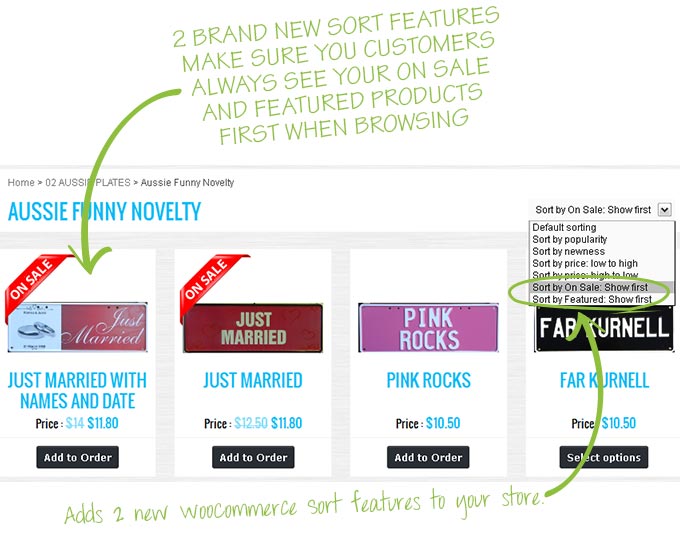 2 BRAND NEW SORT FEATURES
MAKE SURE YOU CUSTOMERS
ALWAYS SEE YOUR ON SALE
AND FEATURED PRODUCTS
FIRST WHEN BROWSING
Home > 02 AUSSIE PLATES > Aussie Funny Novelty
AUSSIE FUNNY NOVELTY
Sort by On Sale: Show first
Default sorting
Sort by popularity
Sort by newness
Sort by price: low to high
Sort by price: high to low
Sort by On Sale: Show first
Sort by Featured: Show first
ON SALE
Just
Married
ON SALE
JUST
MARRIED
PINK
ROCKS
FAR KURNELL
JUST MARRIED WITH
NAMES AND DATE
Price : $14 $11.80
Add to Order
JUST MARRIED
Price : $12.50 $11.80
Add to Order
PINK ROCKS
Price : $10.50
Add to Order
FAR KURNELL
Price : $10.50
Select options
Adds 2 new woocommerce sort features to your store.